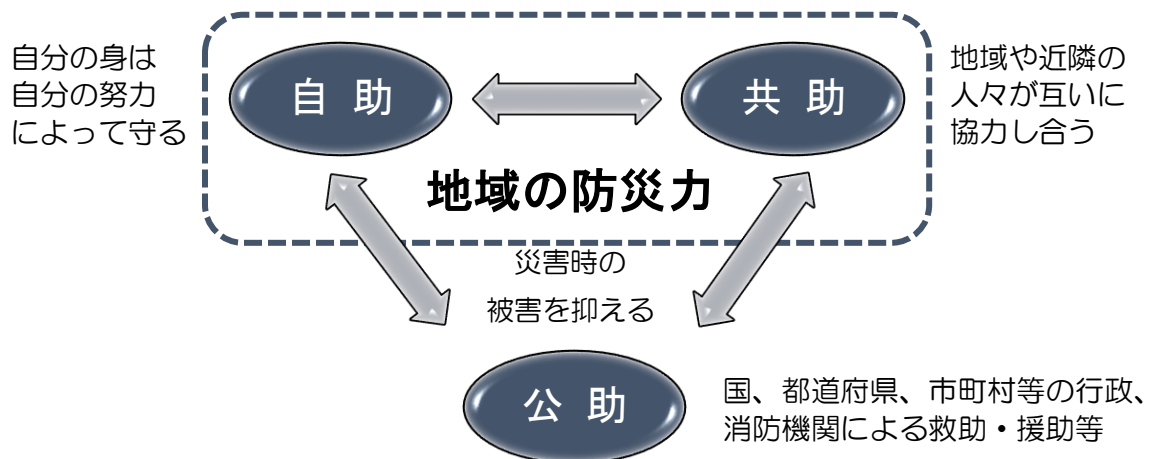 自分の身は
自分の努力
によって守る
自 助
共 助
地域や近隣の
人々が互いに
協力し合う
地域の防災力
災害時の
被害を抑える
公 助
国、都道府県、市町村等の行政、
消防機関による救助・援助等